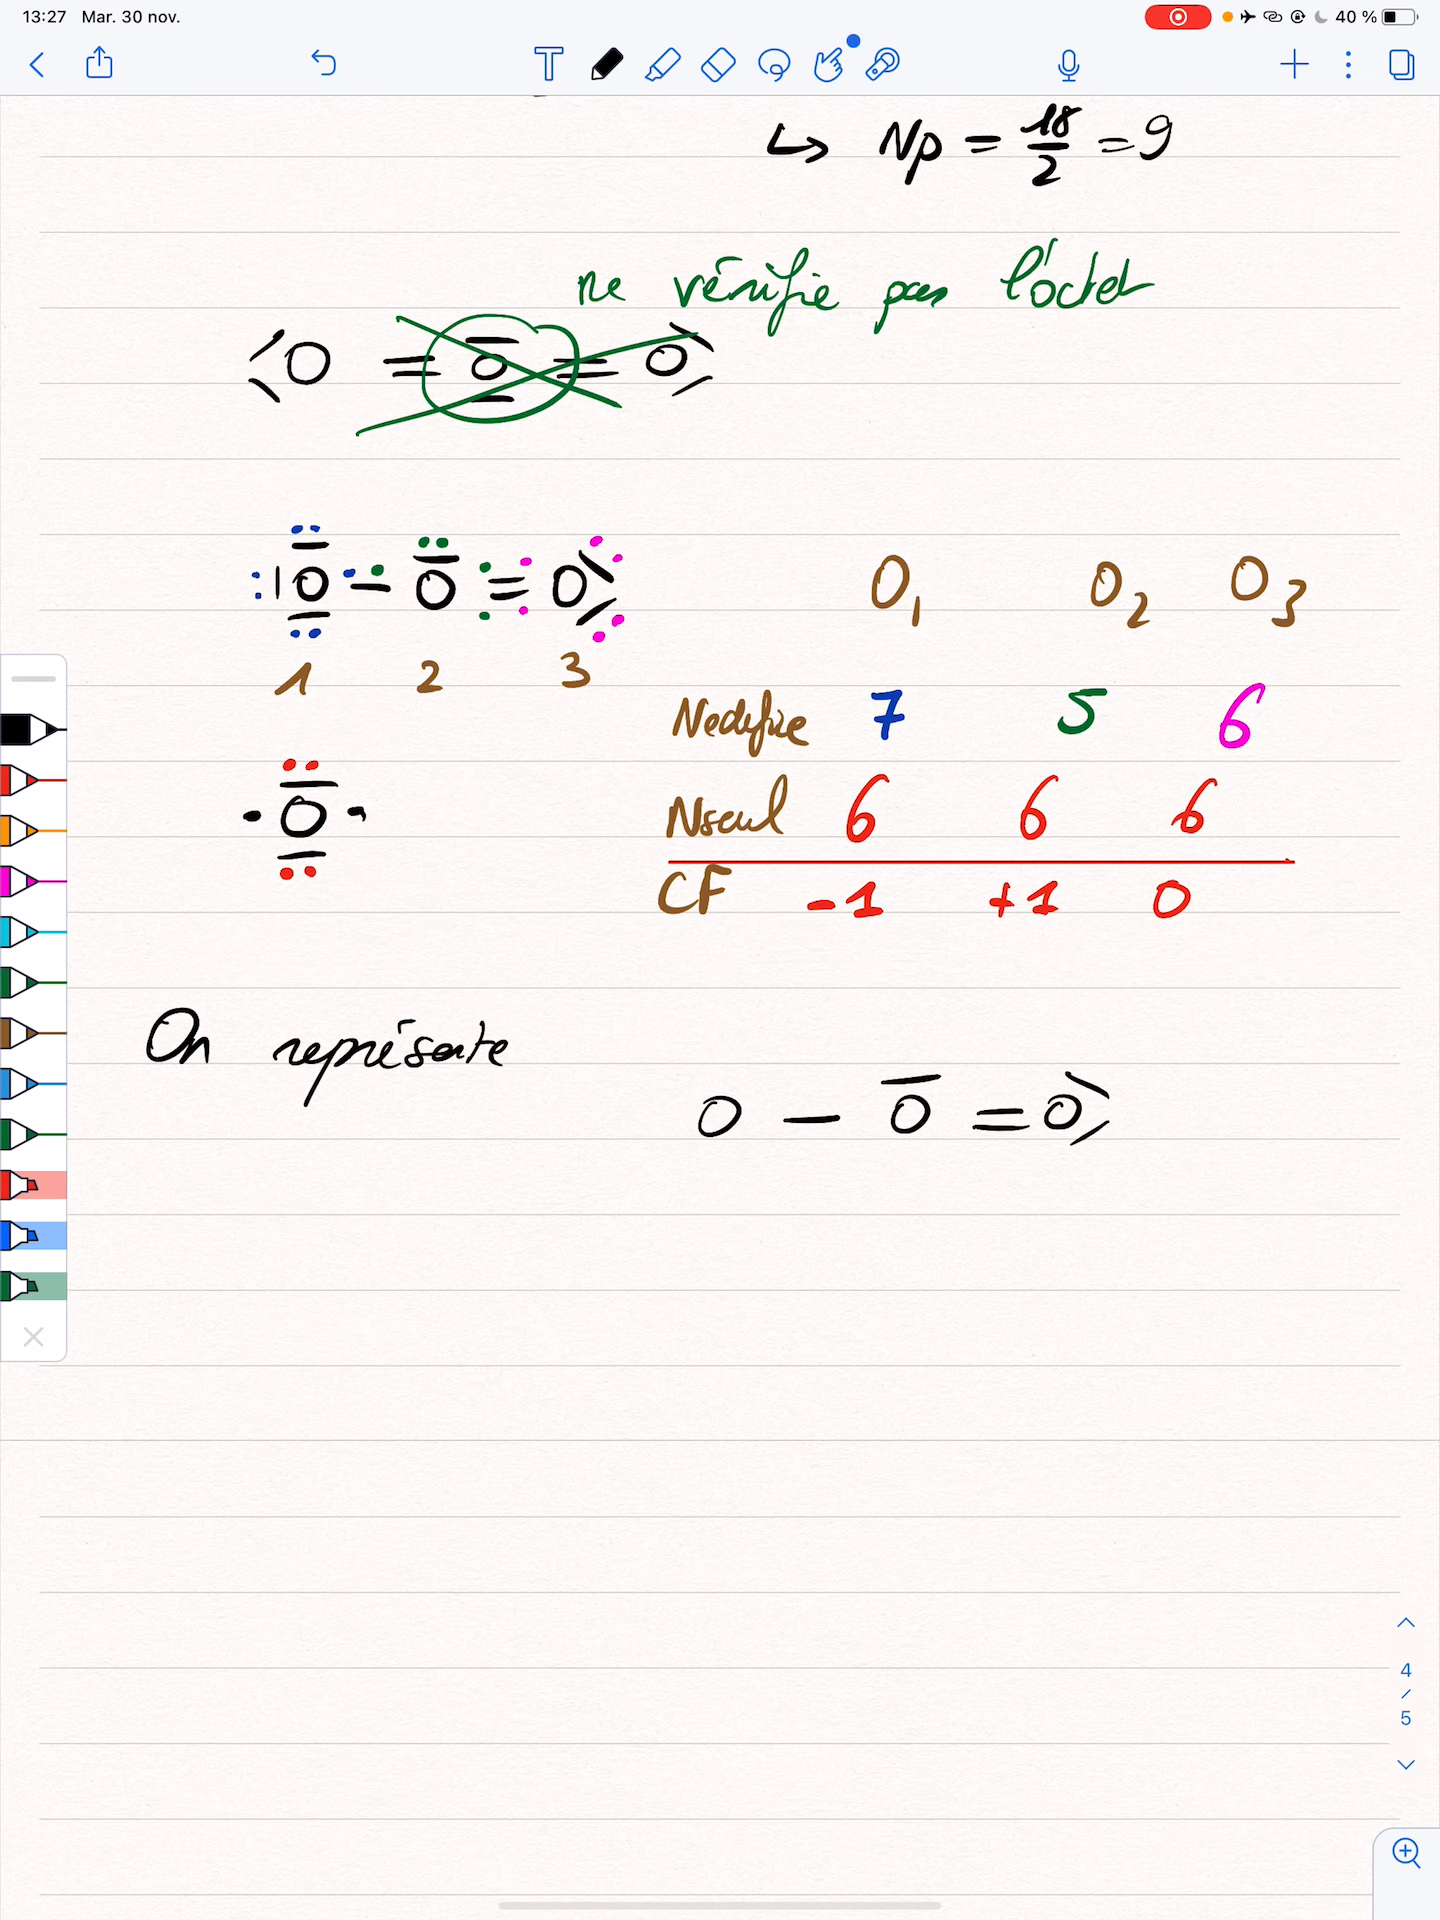 13:27 Mar. 30 nov. 40 %
T
↳ Np = 18/2 = 9
ne vérifie pas l'octet
O = O = O
|O - O = O
O₁ O₂ O₃
1 2 3
Nedifice 7 5 6
O
Nseul 6 6 6
CF -1 +1 0
On représente
O - O = O
4
/
5